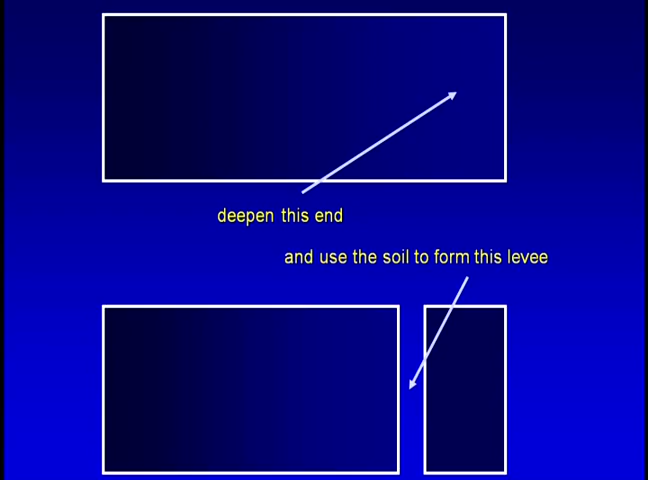 deepen this end
and use the soil to form this levee